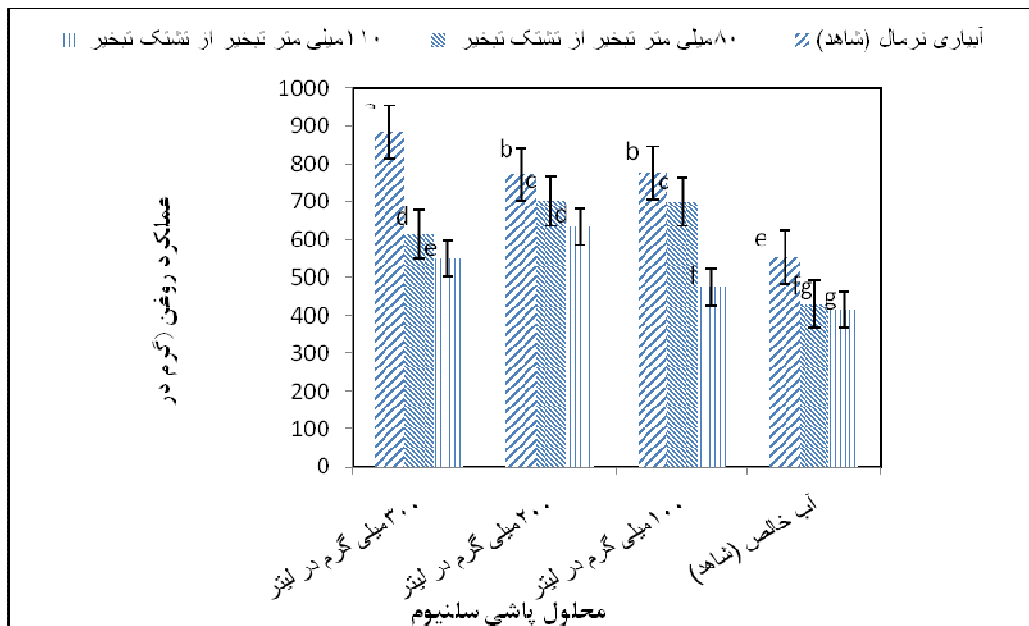 آبیاری نرمال (شاهد) ۸۰میلی متر تبخیر از تشتک تبخیر ۱۱۰میلی متر تبخیر از تشتک تبخیر
1000
900
800
700
600
500
400
300
200
100
0
عملکرد روغن (گرم در
d e
b c d
b c f
e fg g
۳۰۰میلی گرم در لیتر
۲۰۰میلی گرم در لیتر
۱۰۰میلی گرم در لیتر
آب خالص (شاهد)
محلول پاشی سلنیوم